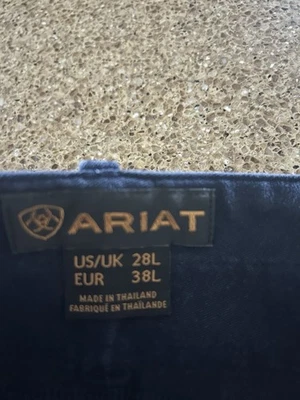 ARIAT
US/UK 28L
EUR 38L
MADE IN THAILAND
FABRIQUÉ EN THAÏLANDE